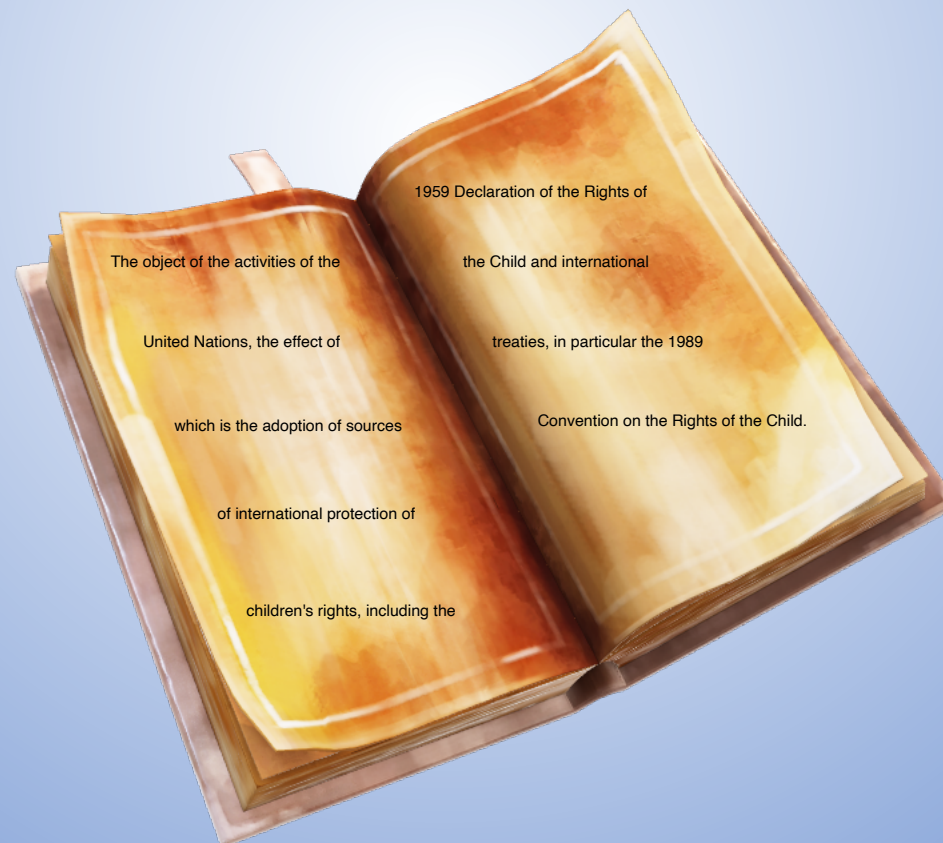 The object of the activities of the
United Nations, the effect of
which is the adoption of sources
of international protection of
children's rights, including the
1959 Declaration of the Rights of
the Child and international
treaties, in particular the 1989
Convention on the Rights of the Child.